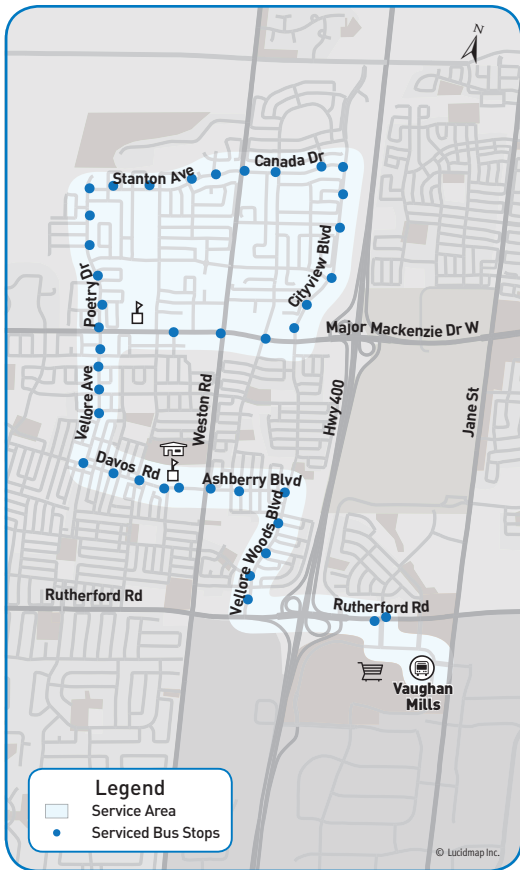 N
Canada Dr
Stanton Ave
Cityview Blvd
Poetry Dr
Major Mackenzie Dr W
Vellore Ave
Weston Rd
Hwy 400
Jane St
Davos Rd
Ashberry Blvd
Vellore Woods Blvd
Rutherford Rd
Rutherford Rd
Vaughan
Mills
Legend
Service Area
Serviced Bus Stops
© Lucidmap Inc.